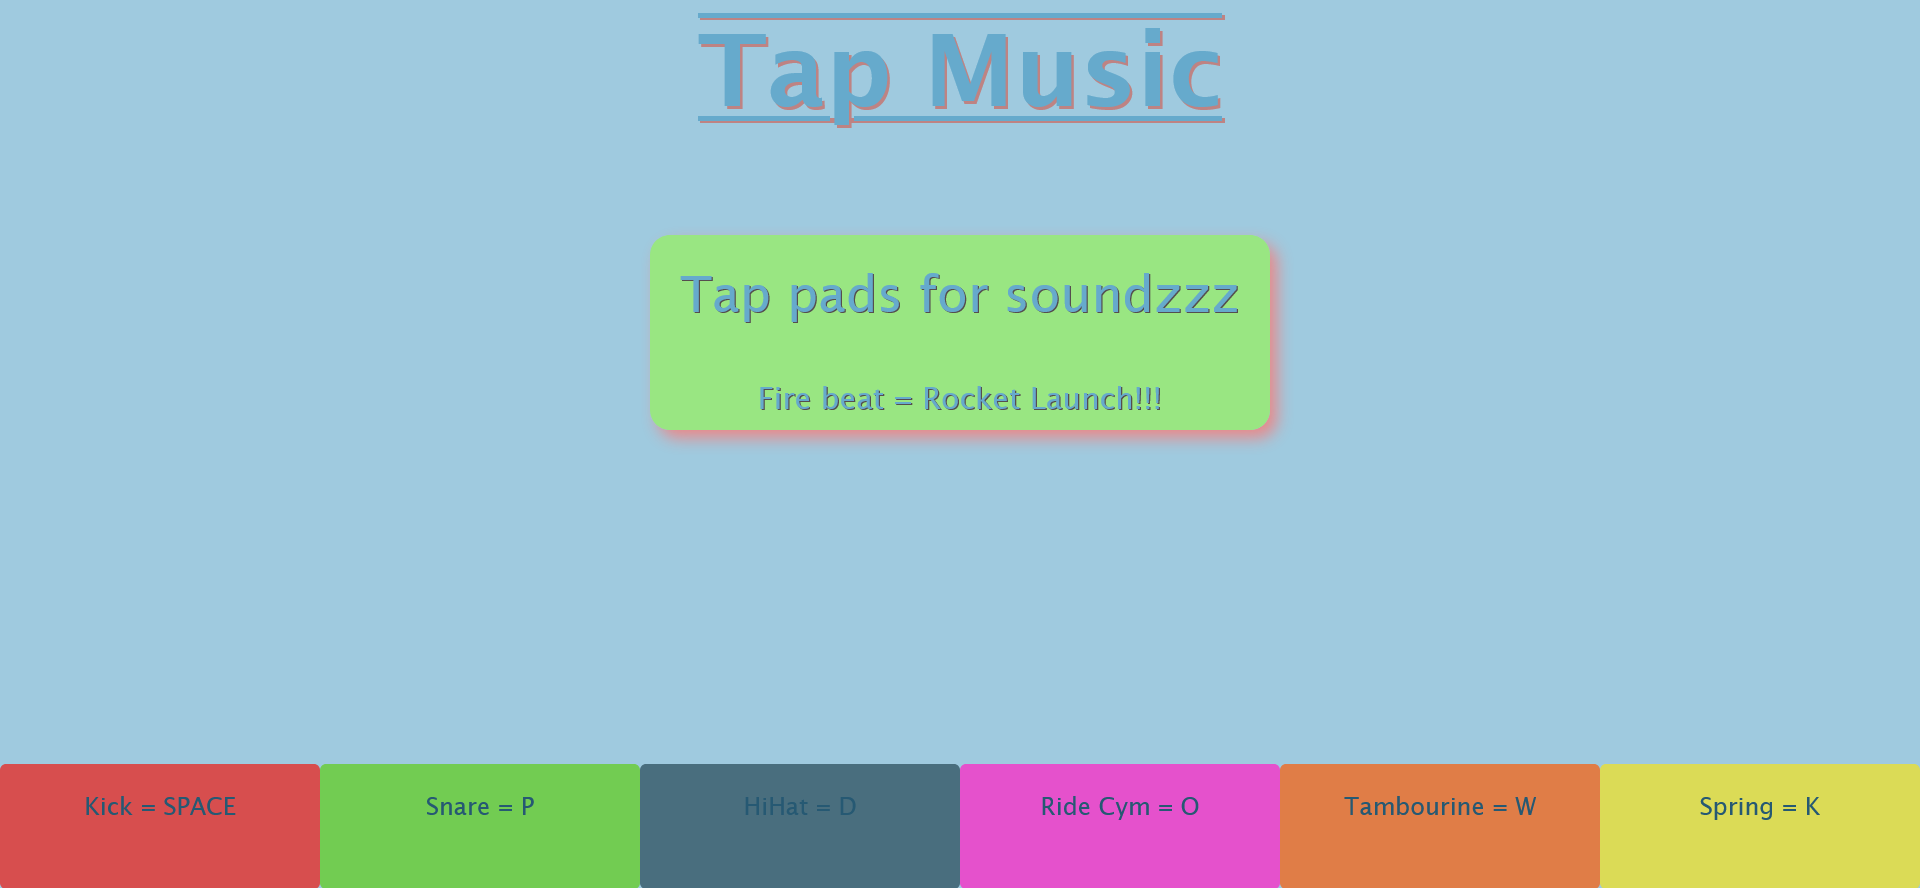 Tap Music
Tap pads for soundzzz
Fire beat = Rocket Launch!!!
Kick = SPACE
Snare = P
HiHat = D
Ride Cym = O
Tambourine = W
Spring = K